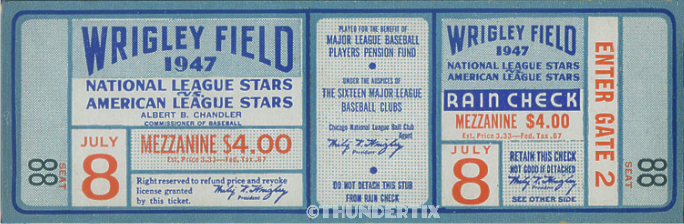 88
SEAT
WRIGLEY FIELD
1947
NATIONAL LEAGUE STARS
VS.
AMERICAN LEAGUE STARS
ALBERT B. CHANDLER
COMMISSIONER OF BASEBALL
JULY
8
MEZZANINE $4.00
Est. Price 3.33—Fed. Tax .67
Right reserved to refund price and revoke
license granted
by this ticket.
President
PLAYED FOR THE BENEFIT OF
MAJOR LEAGUE BASEBALL
PLAYERS PENSION FUND
UNDER THE AUSPICES OF
THE SIXTEEN MAJOR LEAGUE
BASEBALL CLUBS
Chicago National League Ball Club
Agent
President
DO NOT DETACH THIS STUB
FROM RAIN CHECK
WRIGLEY FIELD
1947
NATIONAL LEAGUE STARS
VS.
AMERICAN LEAGUE STARS
RAIN CHECK
MEZZANINE $4.00
Est. Price 3.33—Fed. Tax .67
JULY
8
RETAIN THIS CHECK
NOT GOOD IF DETACHED
President
SEE OTHER SIDE
ENTER GATE 2
SEAT
88
©THUNDERTIX